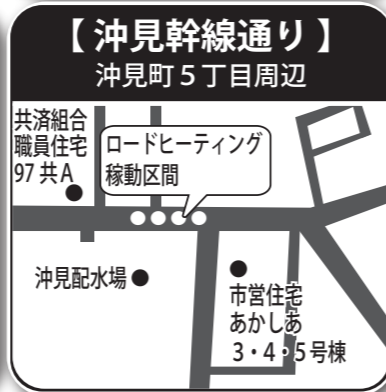 【沖見幹線通り】
沖見町5丁目周辺
共済組合
職員住宅
97共A
ロードヒーティング
稼動区間
沖見配水場
市営住宅
あかしあ
3・4・5号棟